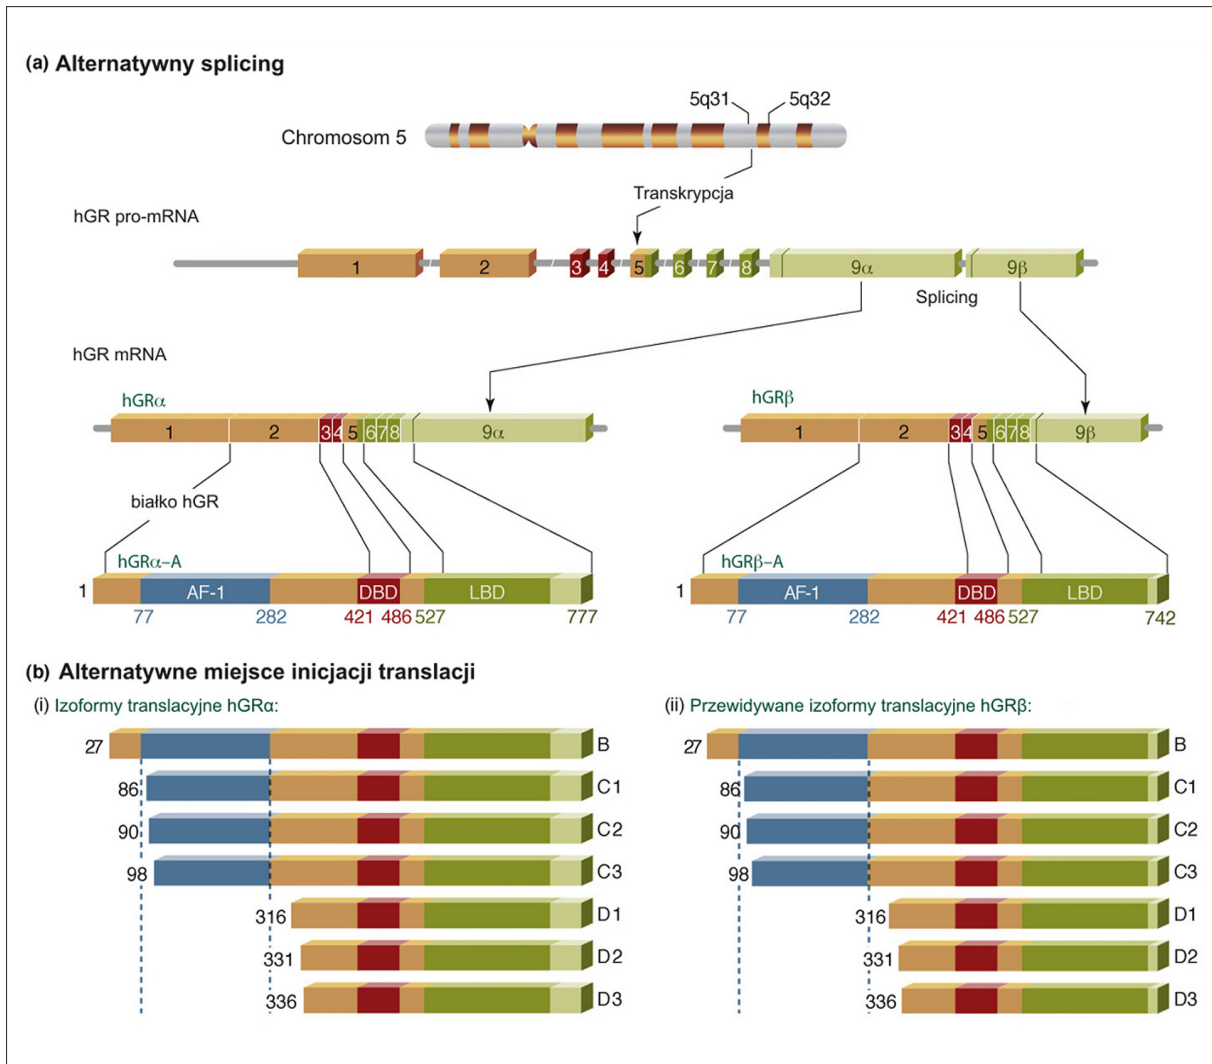 (a) Alternatywny splicing
5q31 5q32
Chromosom 5
Transkrypcja
hGR pro-mRNA
1 2 3 4 5 6 7 8 9α 9β
Splicing
hGR mRNA
hGRα hGRβ
1 2 3 4 5 6 7 8 9α 1 2 3 4 5 6 7 8 9β
białko hGR
hGRα-A hGRβ-A
1 AF-1 DBD LBD 1 AF-1 DBD LBD
77 282 421 486 527 777 77 282 421 486 527 742
(b) Alternatywne miejsce inicjacji translacji
(i) Izoformy translacyjne hGRα: (ii) Przewidywane izoformy translacyjne hGRβ:
27 B 27 B
86 C1 86 C1
90 C2 90 C2
98 C3 98 C3
316 D1 316 D1
331 D2 331 D2
336 D3 336 D3